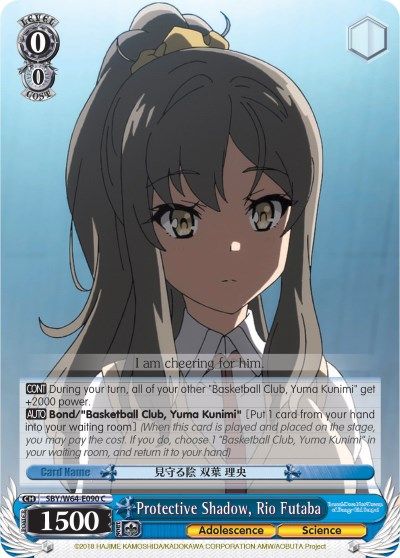 LEVEL
0
0
COST
I am cheering for him.
CONT During your turn, all of your other "Basketball Club, Yuma Kunimi" get
+2000 power.
AUTO Bond/"Basketball Club, Yuma Kunimi" [Put 1 card from your hand
into your waiting room] (When this card is played and placed on the stage,
you may pay the cost. If you do, choose 1 "Basketball Club,
Yuma Kunimi" in your waiting room, and return it to your hand)
Card Name 見守る陰 双葉 理央
CH SBY/W64-E090 C
Protective Shadow, Rio Futaba
1500
POWER
Adolescence Science
©2018 HAJIME KAMOSHIDA/KADOKAWA CORPORATION AMW/AOBUTA Project